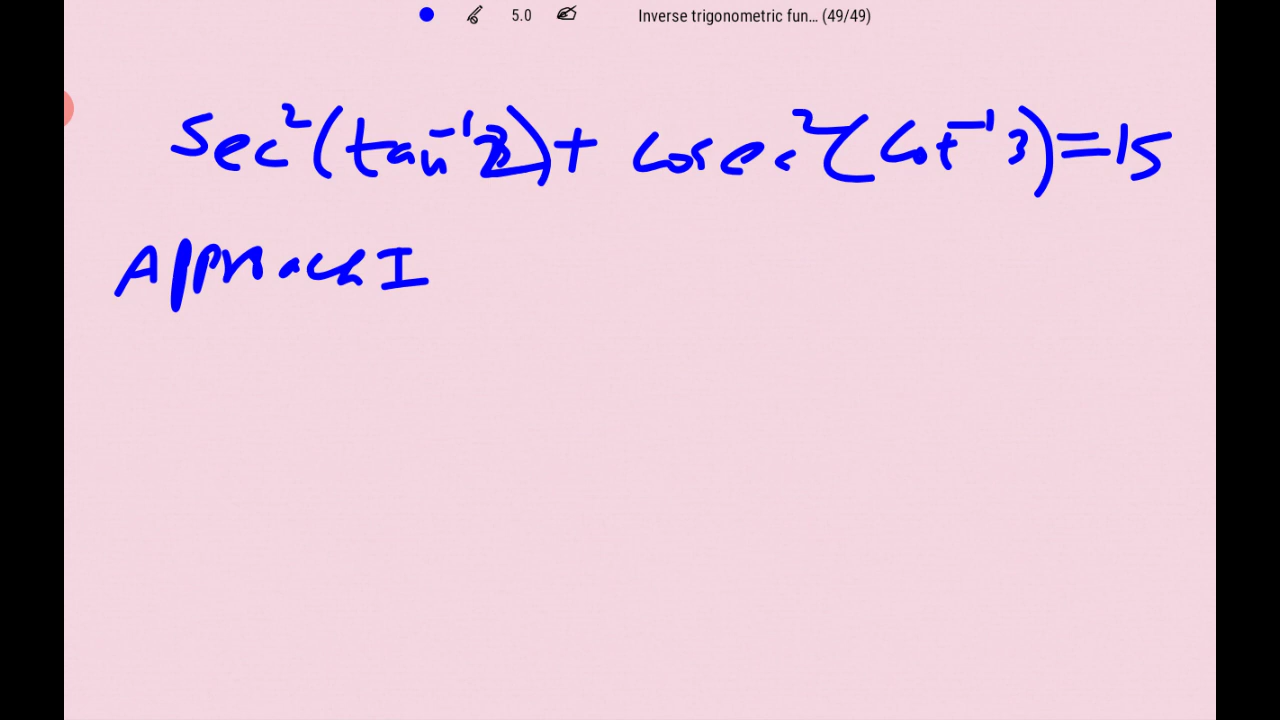 5.0 Inverse trigonometric fun... (49/49)
Sec²(tan⁻¹2) + Cosec²(Cot⁻¹3) = 15
Approach I